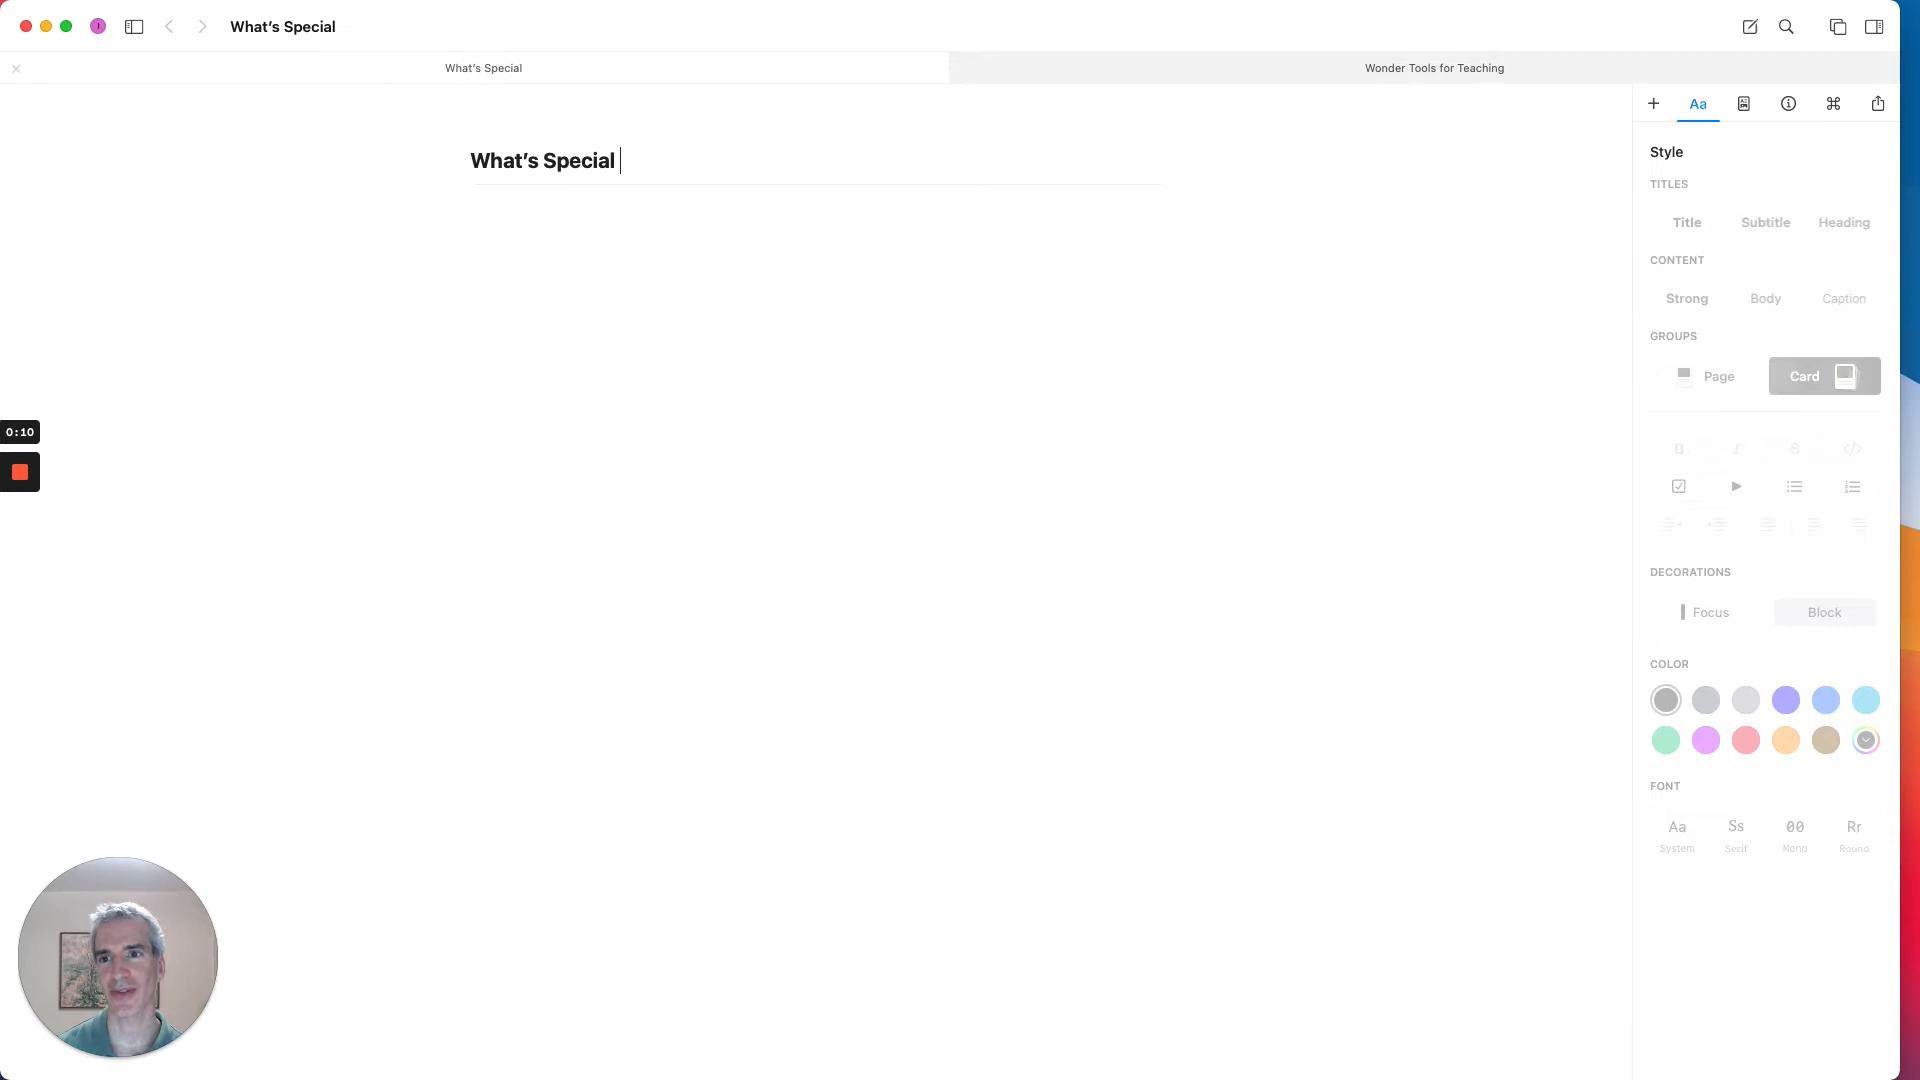 What's Special
What's Special
Wonder Tools for Teaching
Aa
What's Special
Style
TITLES
Title Subtitle Heading
CONTENT
Strong Body Caption
GROUPS
Page Card
0:10
B I S </>
DECORATIONS
Focus Block
COLOR
FONT
Aa Ss 00 Rr
System Serif Mono Round